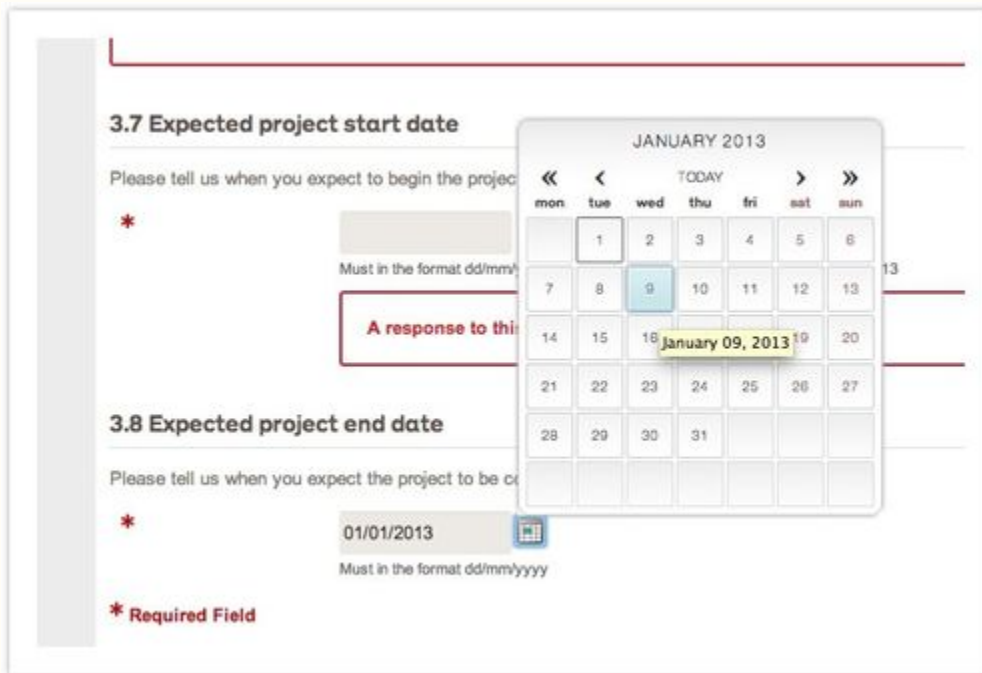 3.7 Expected project start date
Please tell us when you expect to begin the projec
*
Must in the format dd/mm/y
13
A response to this
3.8 Expected project end date
Please tell us when you expect the project to be co
*
01/01/2013
Must in the format dd/mm/yyyy
* Required Field
JANUARY 2013
« ‹ TODAY › »
mon tue wed thu fri sat sun
1 2 3 4 5 6
7 8 9 10 11 12 13
14 15 16 19 20
January 09, 2013
21 22 23 24 25 26 27
28 29 30 31